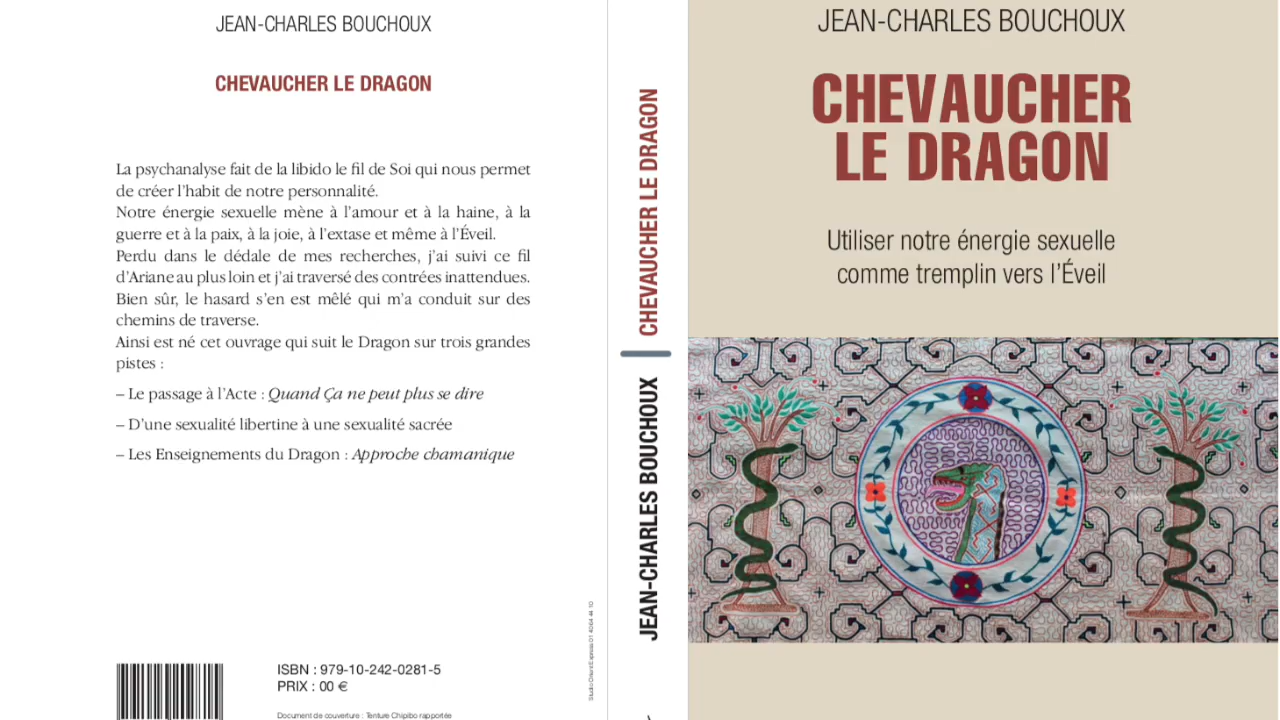 JEAN-CHARLES BOUCHOUX
CHEVAUCHER LE DRAGON
La psychanalyse fait de la libido le fil de Soi qui nous permet
de créer l'habit de notre personnalité.
Notre énergie sexuelle mène à l'amour et à la haine, à la
guerre et à la paix, à la joie, à l'extase et même à l'Éveil.
Perdu dans le dédale de mes recherches, j'ai suivi ce fil
d'Ariane au plus loin et j'ai traversé des contrées inattendues.
Bien sûr, le hasard s'en est mêlé qui m'a conduit sur des
chemins de traverse.
Ainsi est né cet ouvrage qui suit le Dragon sur trois grandes
pistes :
– Le passage à l'Acte : Quand Ça ne peut plus se dire
– D'une sexualité libertine à une sexualité sacrée
– Les Enseignements du Dragon : Approche chamanique
ISBN : 979-10-242-0281-5
PRIX : 00 €
Document de couverture : Tenture Chipibo rapportée
JEAN-CHARLES BOUCHOUX
CHEVAUCHER LE DRAGON
JEAN-CHARLES BOUCHOUX
CHEVAUCHER
LE DRAGON
Utiliser notre énergie sexuelle
comme tremplin vers l'Éveil